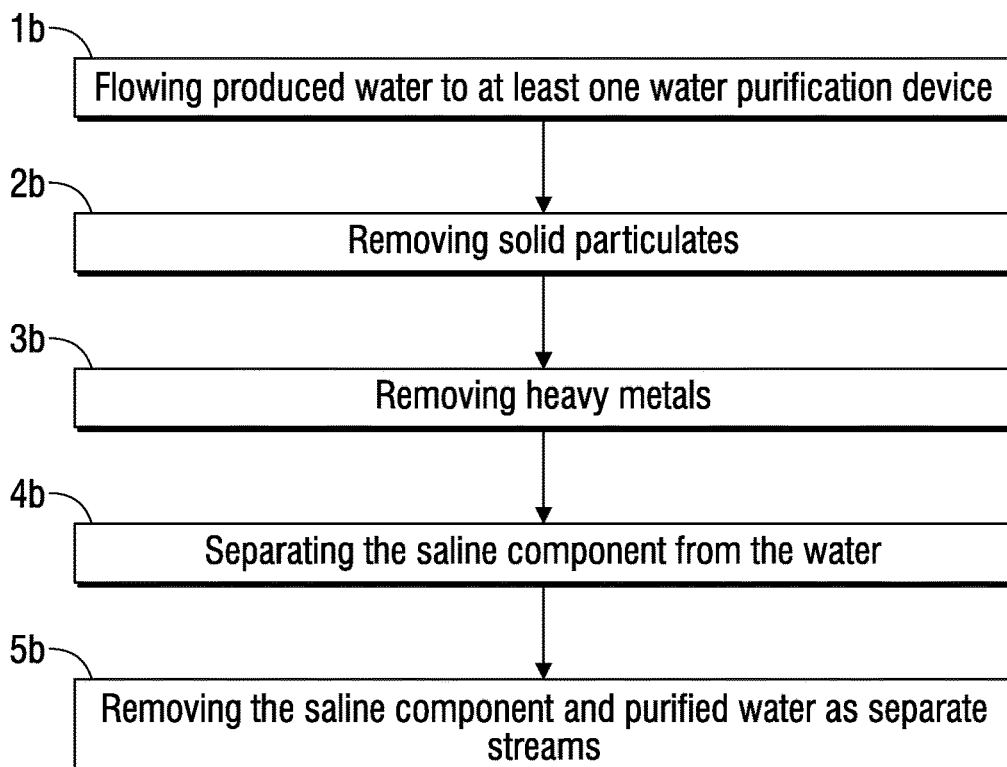 1b
Flowing produced water to at least one water purification device
2b
Removing solid particulates
3b
Removing heavy metals
4b
Separating the saline component from the water
5b
Removing the saline component and purified water as separate
streams